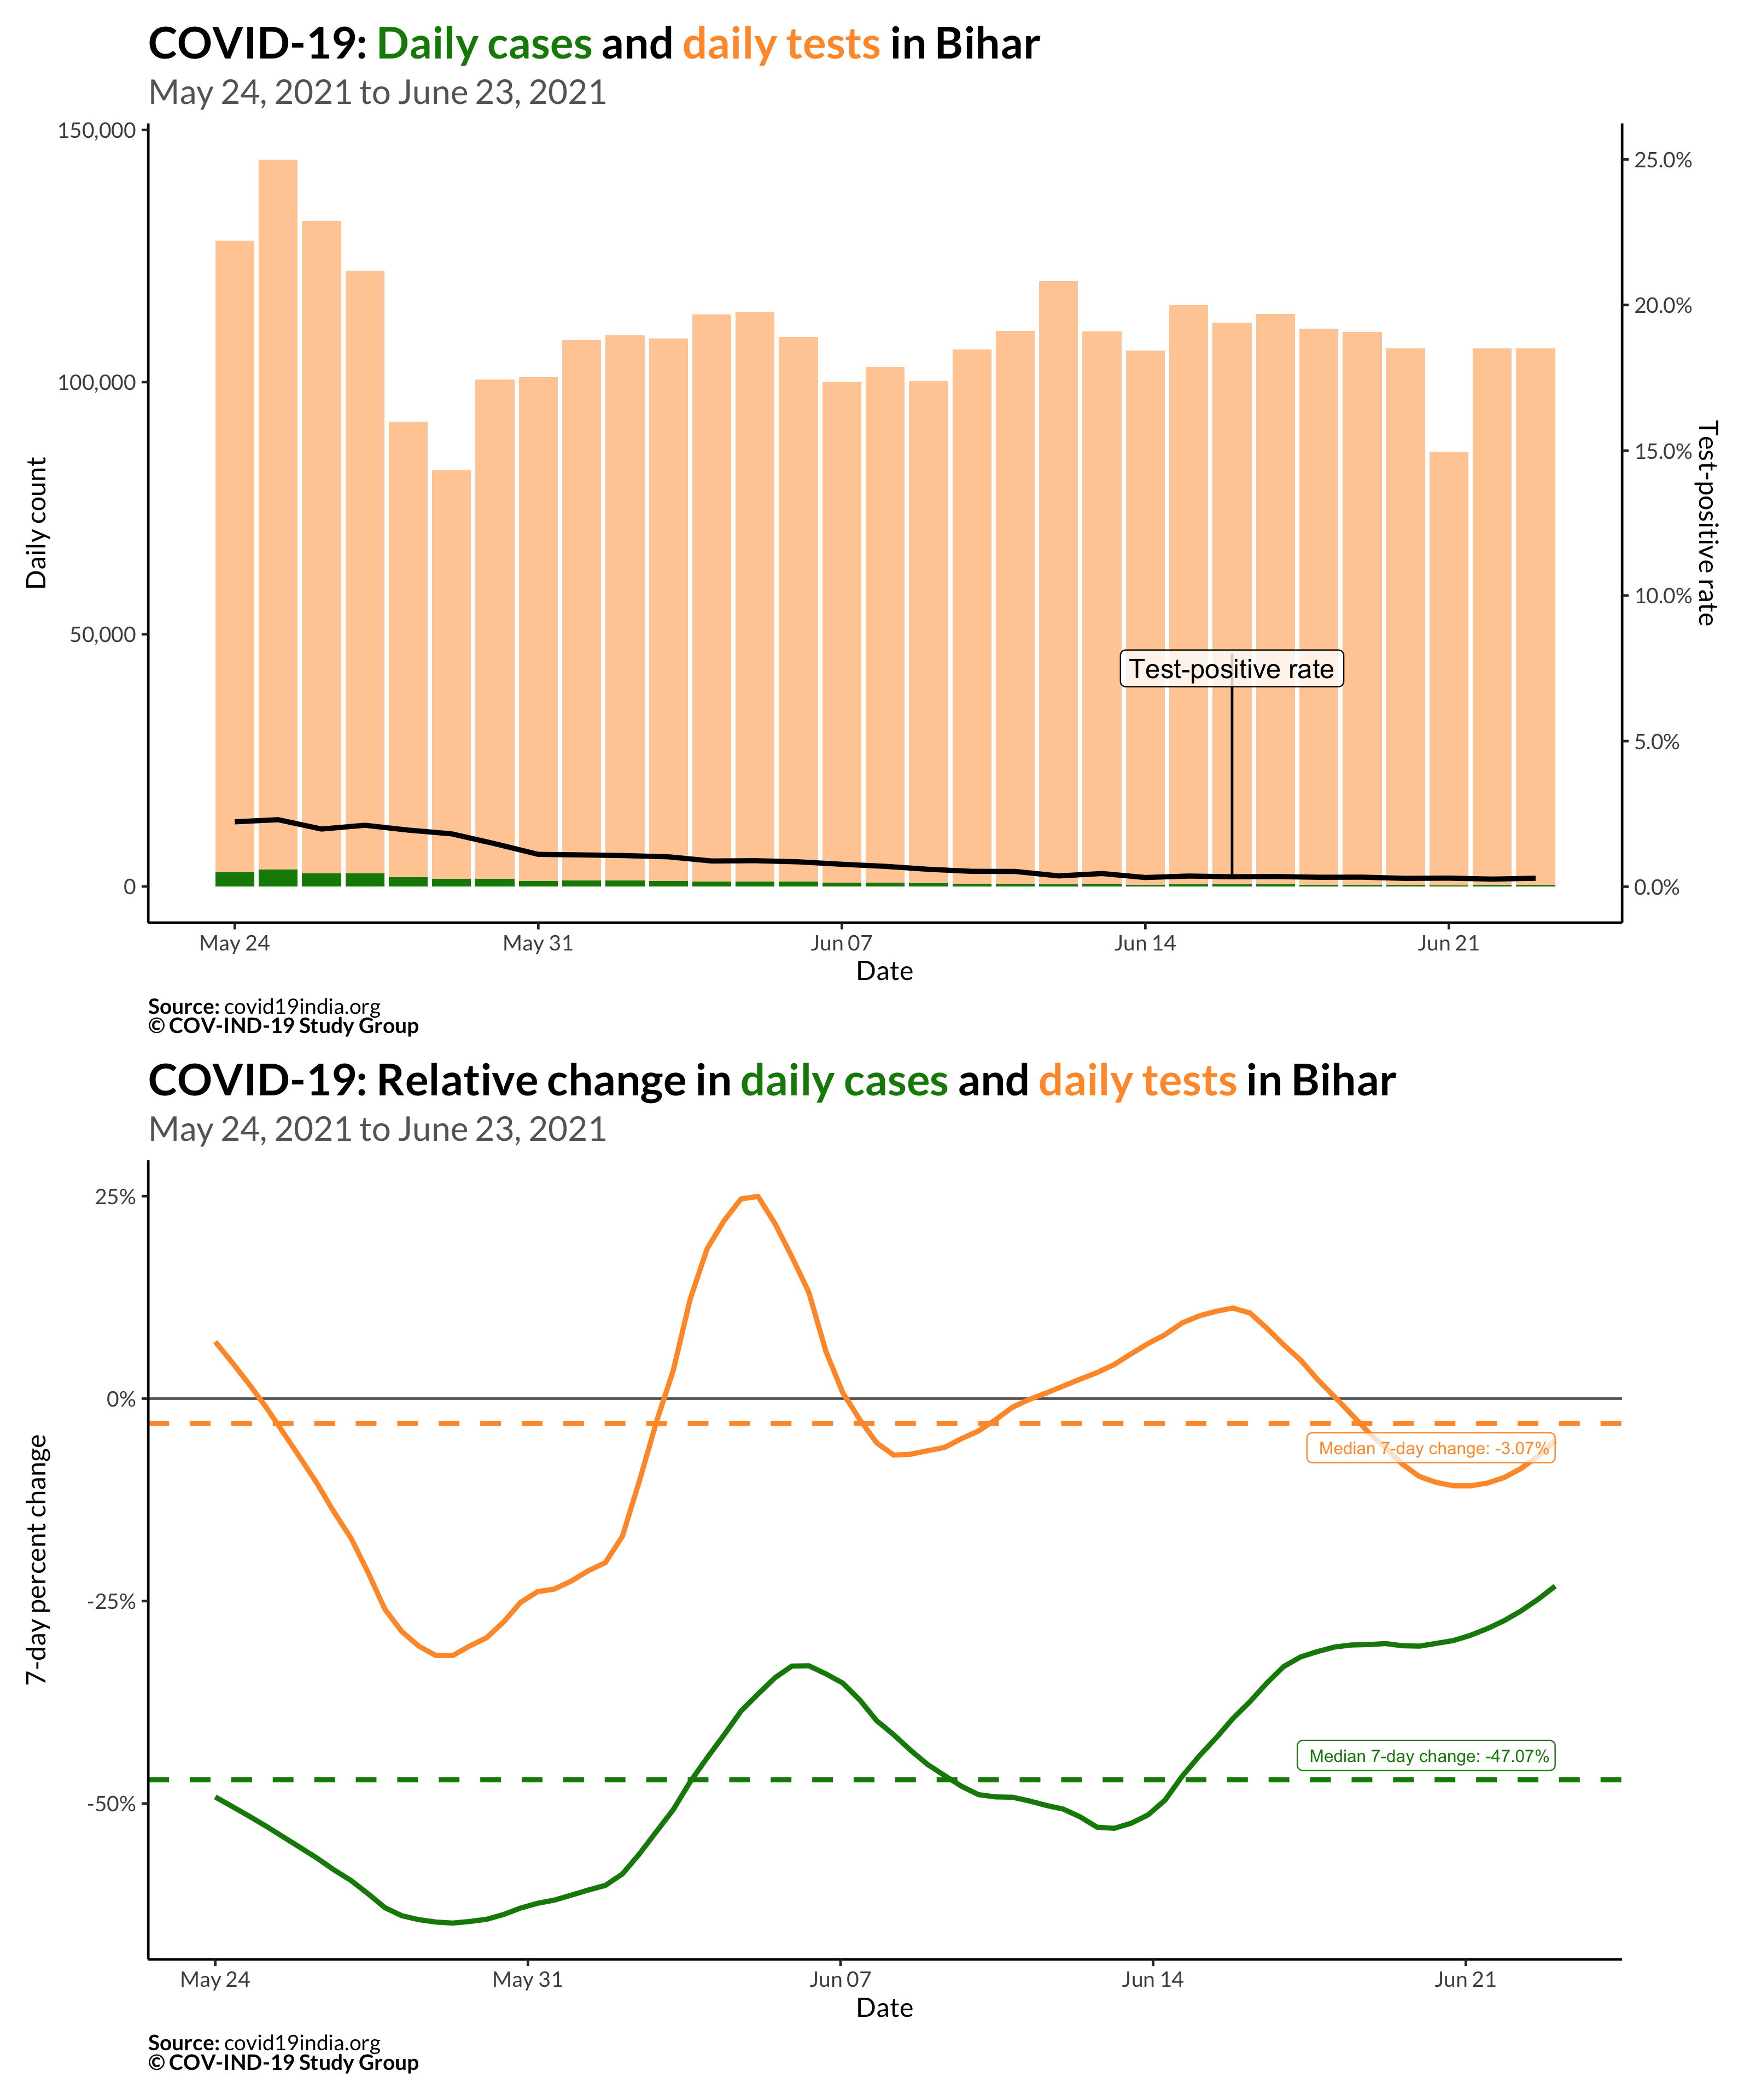 COVID-19: Daily cases and daily tests in Bihar
May 24, 2021 to June 23, 2021
150,000
100,000
50,000
0
Daily count
25.0%
20.0%
15.0%
10.0%
5.0%
0.0%
Test-positive rate
Test-positive rate
May 24
May 31
Jun 07
Jun 14
Jun 21
Date
Source: covid19india.org
© COV-IND-19 Study Group
COVID-19: Relative change in daily cases and daily tests in Bihar
May 24, 2021 to June 23, 2021
25%
0%
-25%
-50%
7-day percent change
Median 7-day change: -3.07%
Median 7-day change: -47.07%
May 24
May 31
Jun 07
Jun 14
Jun 21
Date
Source: covid19india.org
© COV-IND-19 Study Group